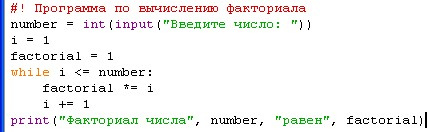 #! Программа по вычислению факториала
number = int(input("Введите число: "))
i = 1
factorial = 1
while i <= number:
    factorial *= i
    i += 1
print("Факториал числа", number, "равен", factorial)